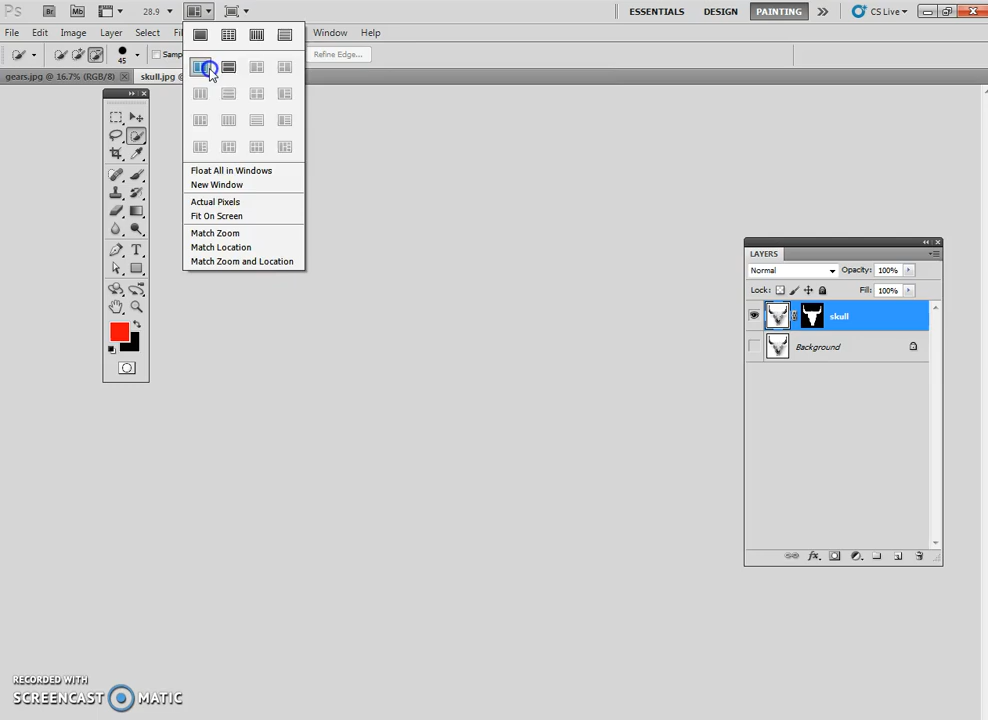 Ps Br Mb 28.9 ESSENTIALS DESIGN PAINTING CS Live
File Edit Image Layer Select Window Help
45 Refine Edge...
gears.jpg @ 16.7% (RGB/8) skull.jpg @
Float All in Windows
New Window
Actual Pixels
Fit On Screen
Match Zoom
Match Location
Match Zoom and Location
LAYERS
Normal Opacity: 100%
Lock: Fill: 100%
skull
Background
RECORDED WITH
SCREENCAST MATIC